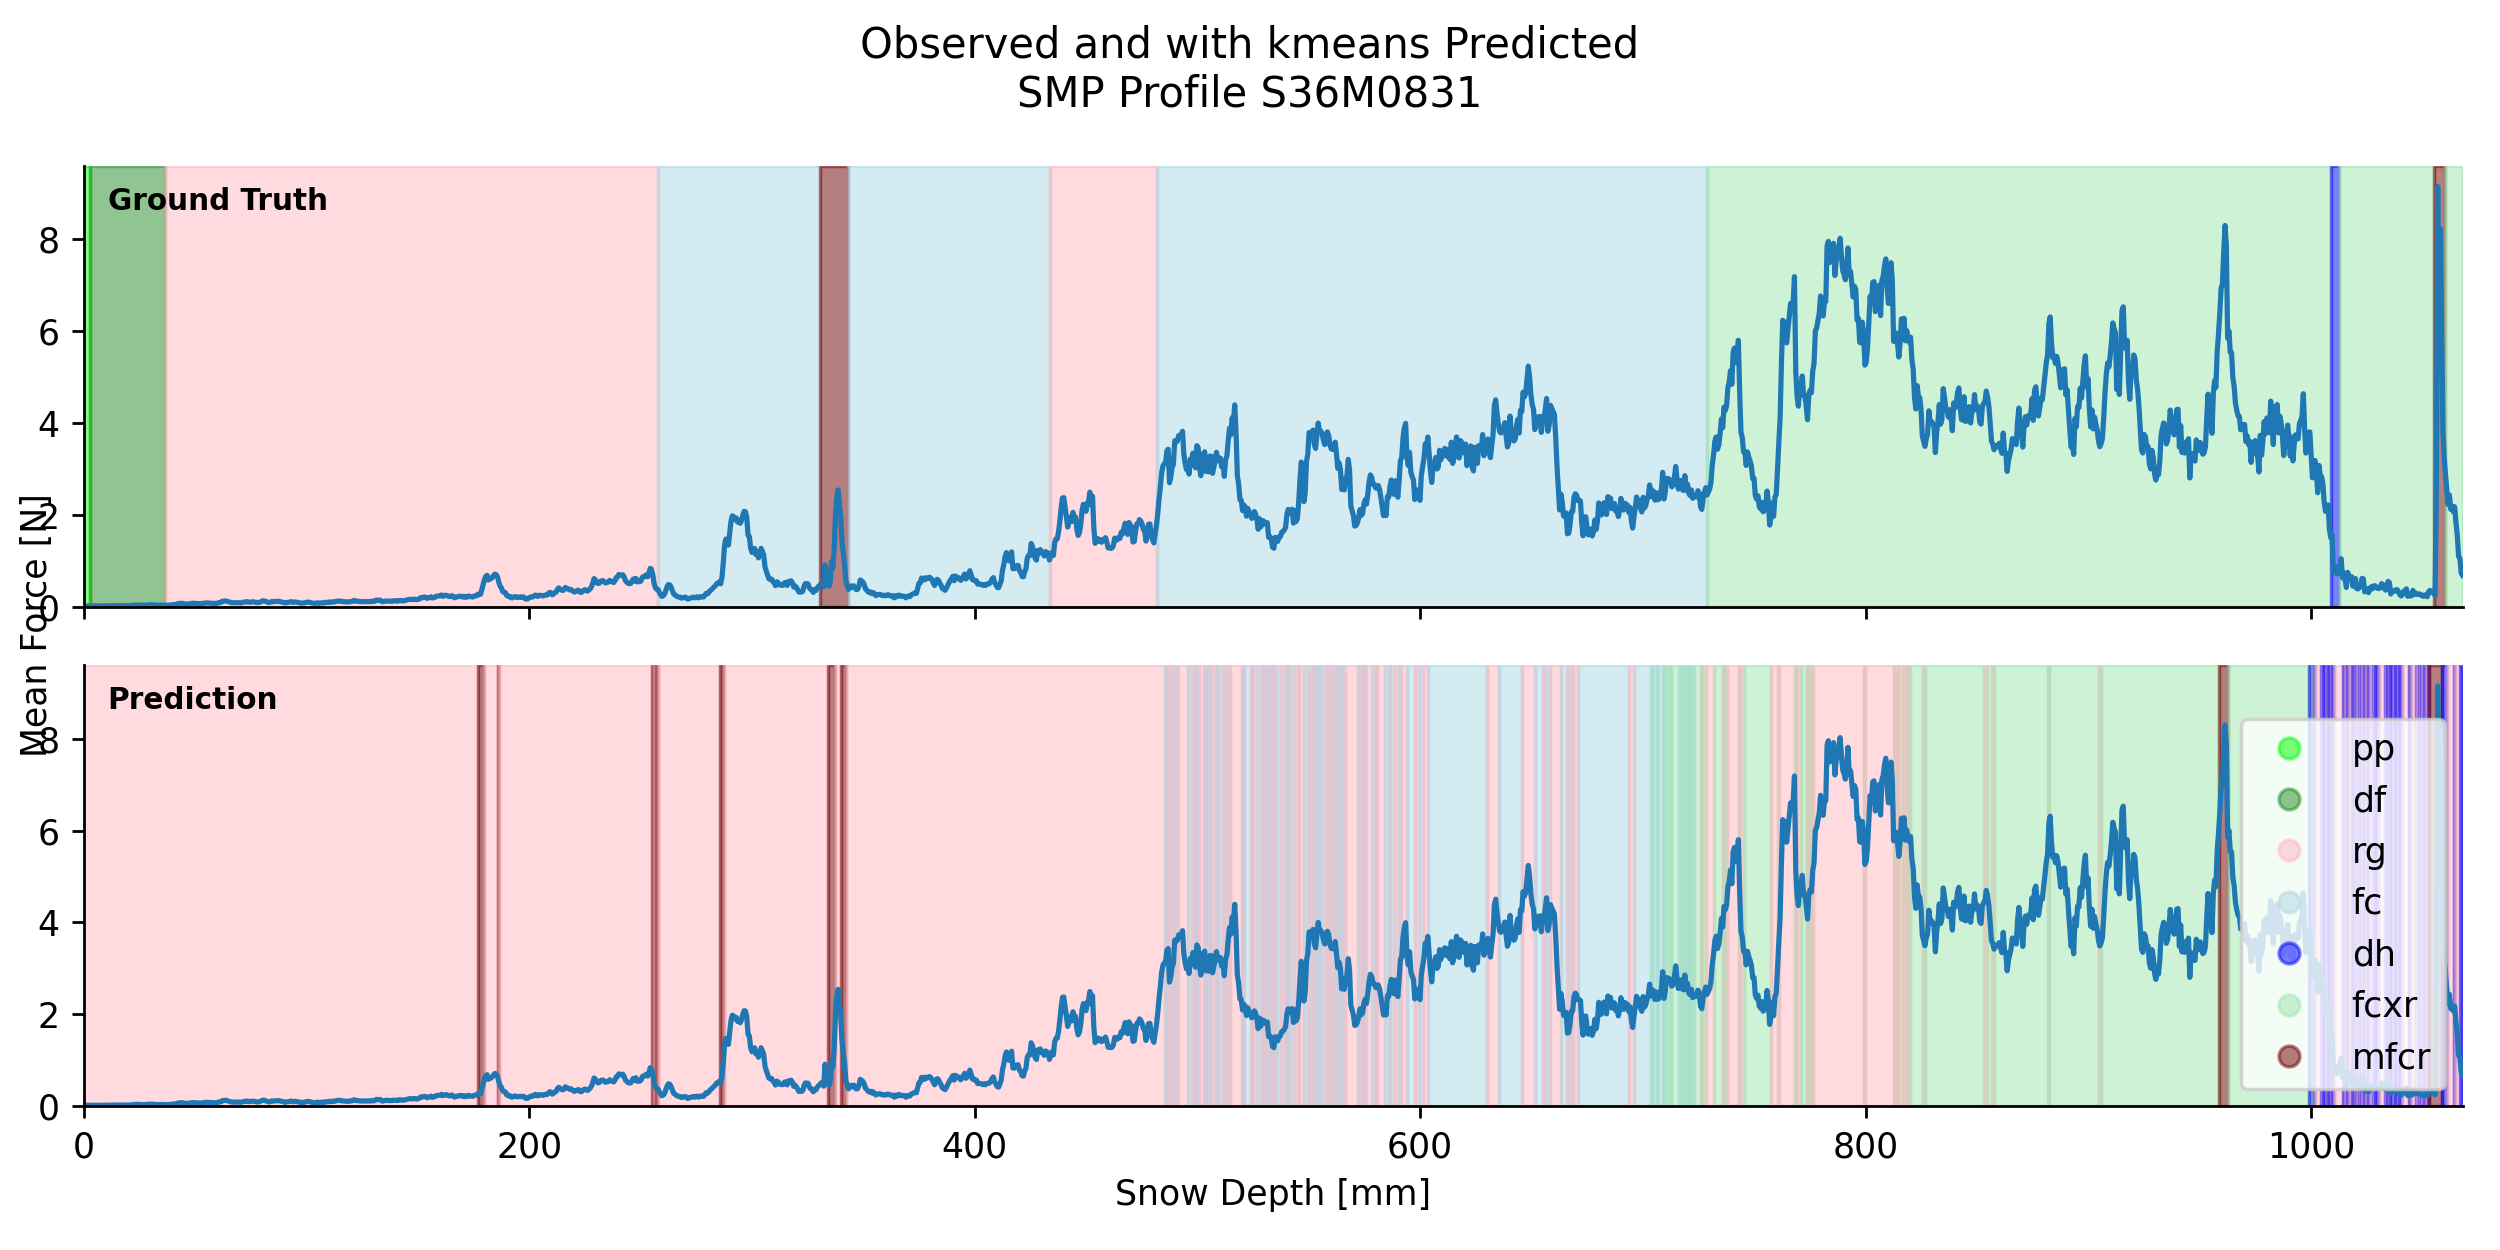 Observed and with kmeans Predicted
SMP Profile S36M0831
Ground Truth
8
6
4
2
0
Mean Force [N]
Prediction
8
6
4
2
0
pp
df
rg
fc
dh
fcxr
mfcr
0 200 400 600 800 1000
Snow Depth [mm]